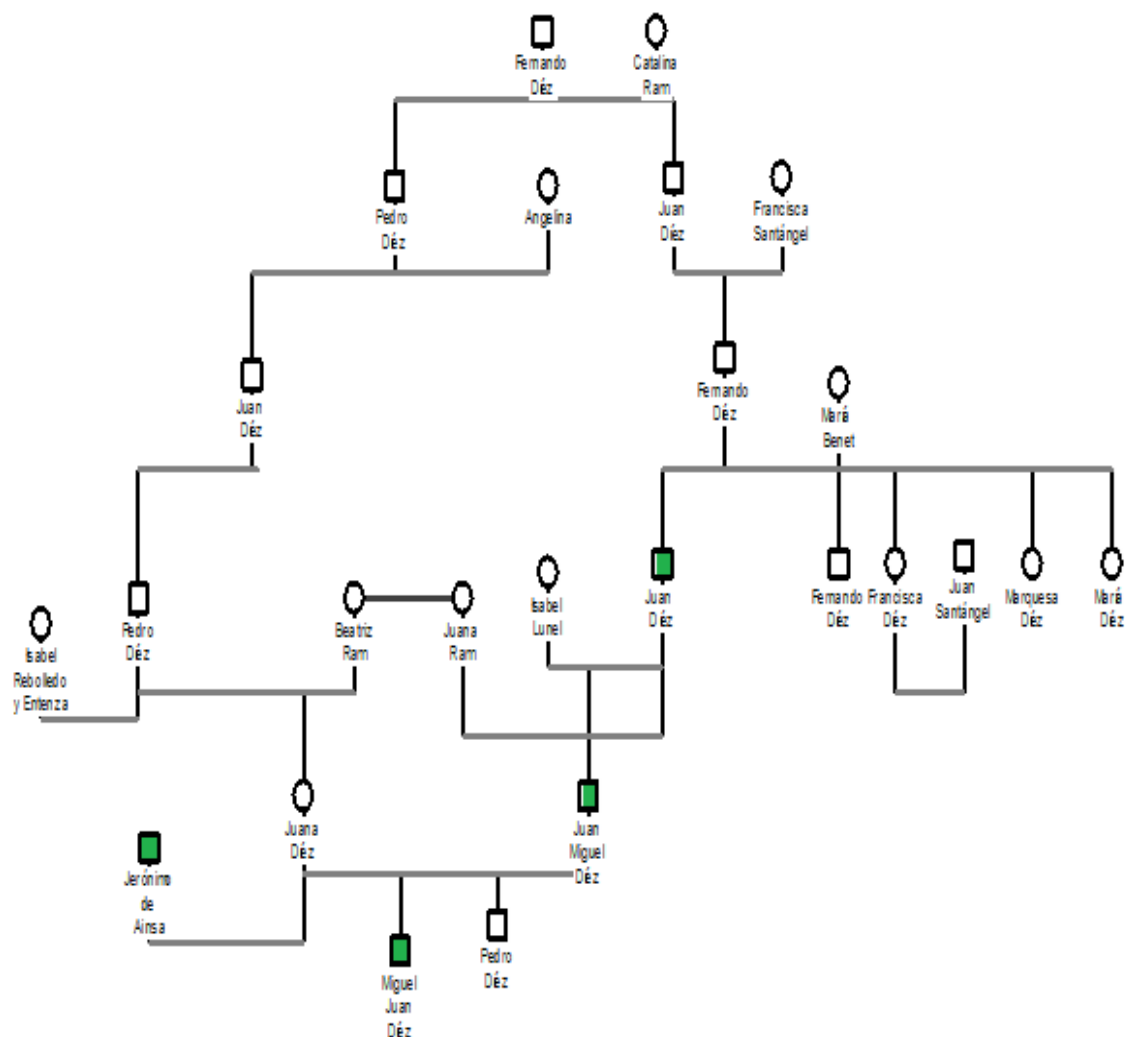 Fernando
Déz
Catalina
Ram
Pedro
Déz
Angelina
Juan
Déz
Francisca
Santángel
Juan
Déz
Fernando
Déz
María
Benet
Isabel
Rebolledo
y Entenza
Pedro
Déz
Beatriz
Ram
Juana
Ram
Isabel
Lunel
Juan
Déz
Fernando
Déz
Francisca
Déz
Juan
Santángel
Marquesa
Déz
María
Déz
Juana
Déz
Juan
Miguel
Déz
Jerónimo
de
Ainsa
Miguel
Juan
Déz
Pedro
Déz